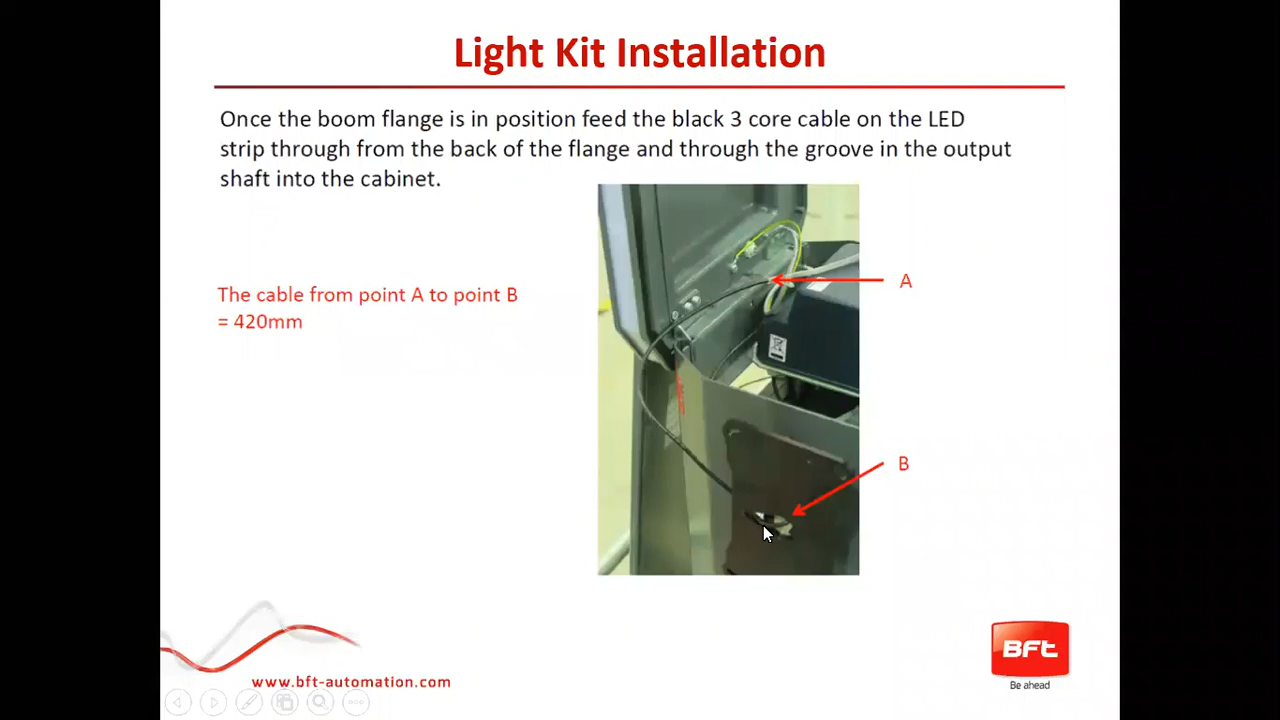 Light Kit Installation
Once the boom flange is in position feed the black 3 core cable on the LED
strip through from the back of the flange and through the groove in the output
shaft into the cabinet.
The cable from point A to point B
= 420mm
A
B
www.bft-automation.com
BFT
Be ahead